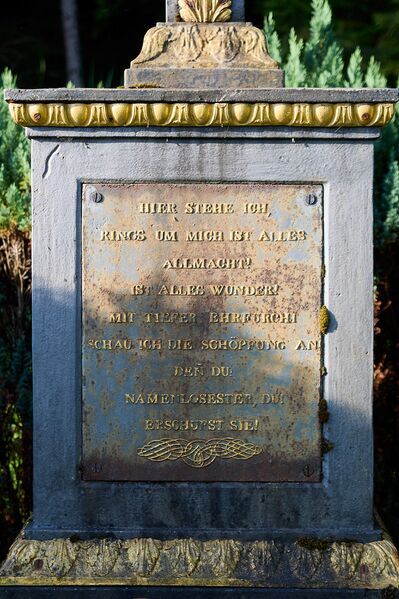 HIER STEHE ICH,
RINGS UM MICH IST ALLES
ALLMACHT!
IST ALLES WUNDER!
MIT TIEFER EHRFURCHT
SCHAU ICH DIE SCHÖPFUNG AN,
DEN DU:
NAMENLOSESTER, DU!
ERSCHUFST SIE!